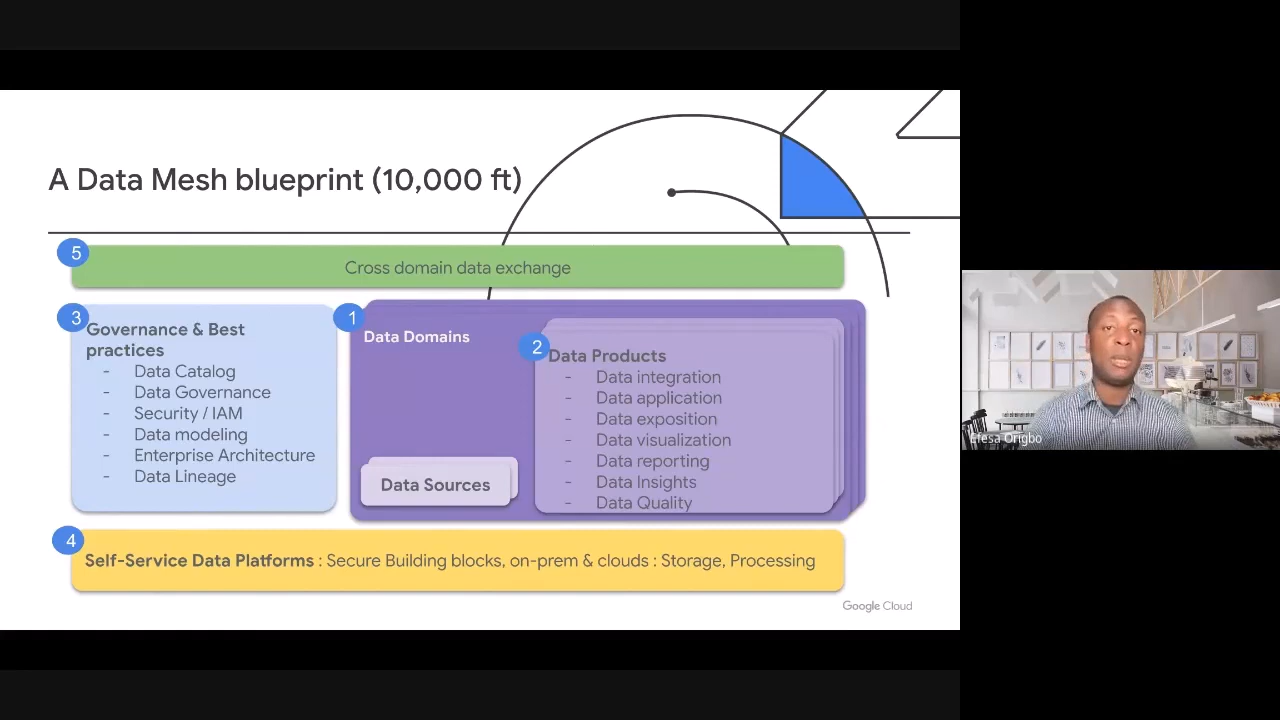 A Data Mesh blueprint (10,000 ft)
5
Cross domain data exchange
3
Governance & Best
practices
- Data Catalog
- Data Governance
- Security / IAM
- Data modeling
- Enterprise Architecture
- Data Lineage
1
Data Domains
Data Sources
2
Data Products
- Data integration
- Data application
- Data exposition
- Data visualization
- Data reporting
- Data Insights
- Data Quality
4
Self-Service Data Platforms : Secure Building blocks, on-prem & clouds : Storage, Processing
Google Cloud
Efesa Origbo